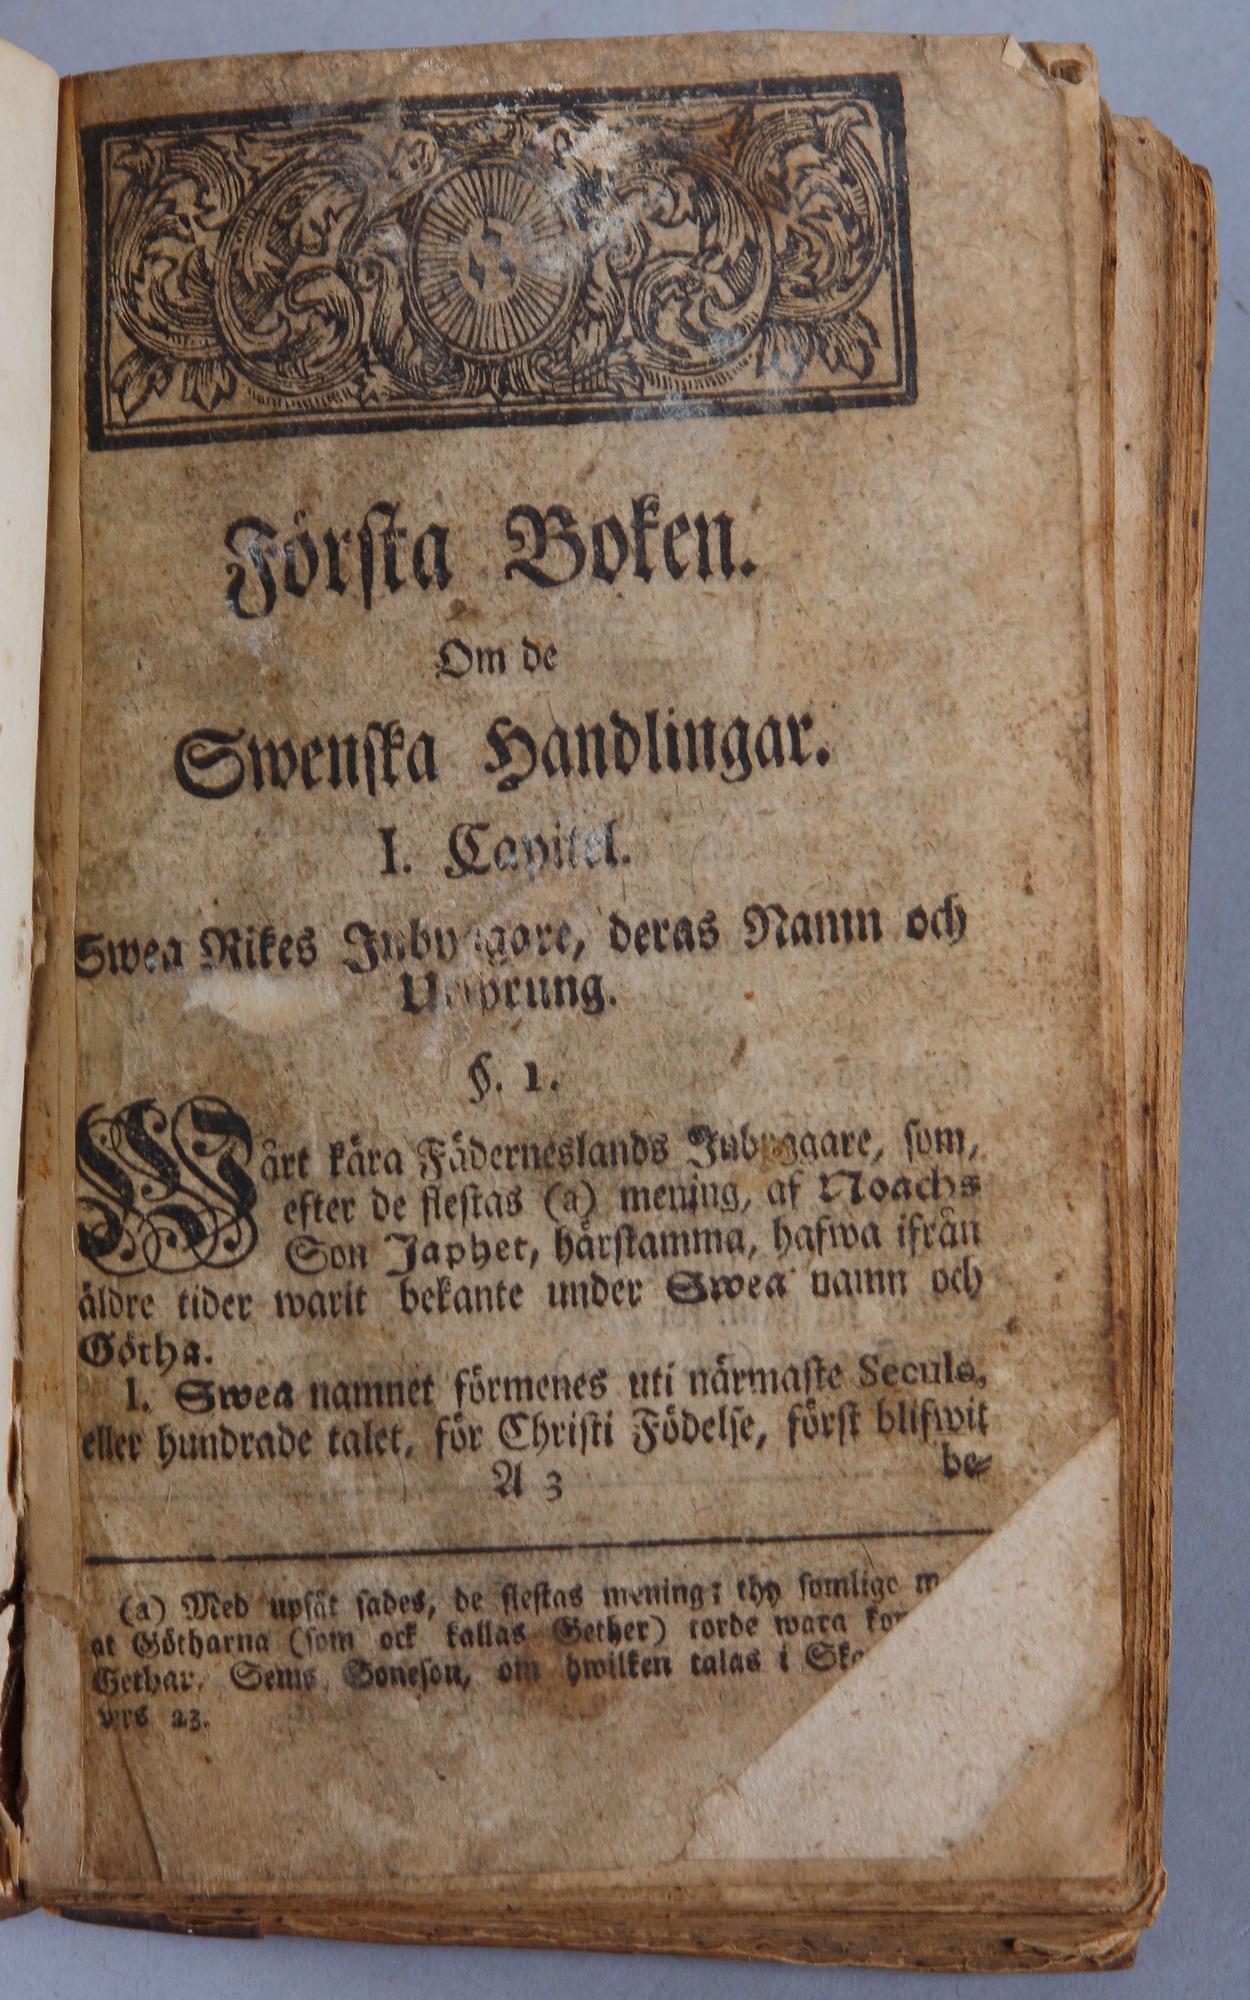 Första Boken.
Om de
Swenska Handlingar.
I. Capitel.
Swea Rikes Inbyggare, deras Namn och
Ursprung.
§. 1.
Wårt kära Fäderneslands Inbyggare, som,
efter de flestas (a) mening, af Noachs
Son Japhet, härstamma, hafwa ifrån
äldre tider warit bekante under Swea namn och
Götha.
I. Swea namnet förmenes uti närmaste Seculo,
eller hundrade talet, för Christi Födelse, först blifwit
A 3 be⸗
(a) Med upsåt sades, de flestas mening; thy somlige
at Götharna (som ock kallas Gether) torde wara
Gethar, Sems Soneson, om hwilken talas i
vrs 23.